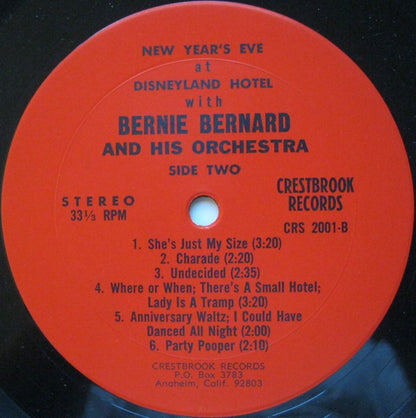 NEW YEAR'S EVE
at
DISNEYLAND HOTEL
with
BERNIE BERNARD
AND HIS ORCHESTRA
SIDE TWO
STEREO
33⅓ RPM
CRESTBROOK
RECORDS
CRS 2001-B
1. She's Just My Size (3:20)
2. Charade (2:20)
3. Undecided (2:35)
4. Where or When; There's A Small Hotel;
Lady Is A Tramp (3:20)
5. Anniversary Waltz; I Could Have
Danced All Night (2:00)
6. Party Pooper (2:10)
CRESTBROOK RECORDS
P.O. Box 3783
Anaheim, Calif. 92803